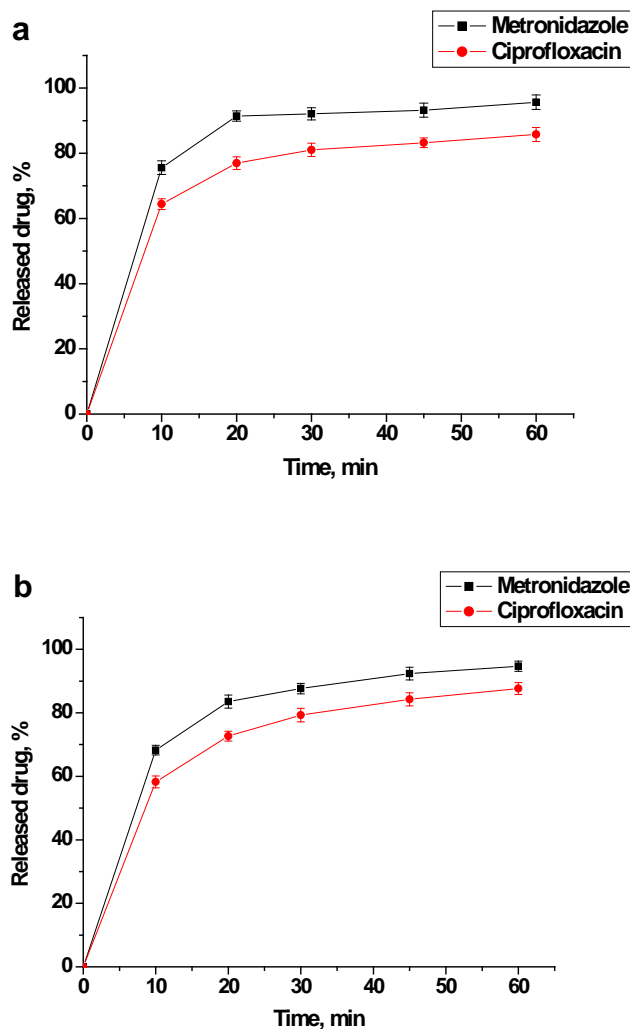 a
Metronidazole
Ciprofloxacin
100
80
60
40
20
0
Released drug, %
0 10 20 30 40 50 60
Time, min
b
Metronidazole
Ciprofloxacin
100
80
60
40
20
0
Released drug, %
0 10 20 30 40 50 60
Time, min